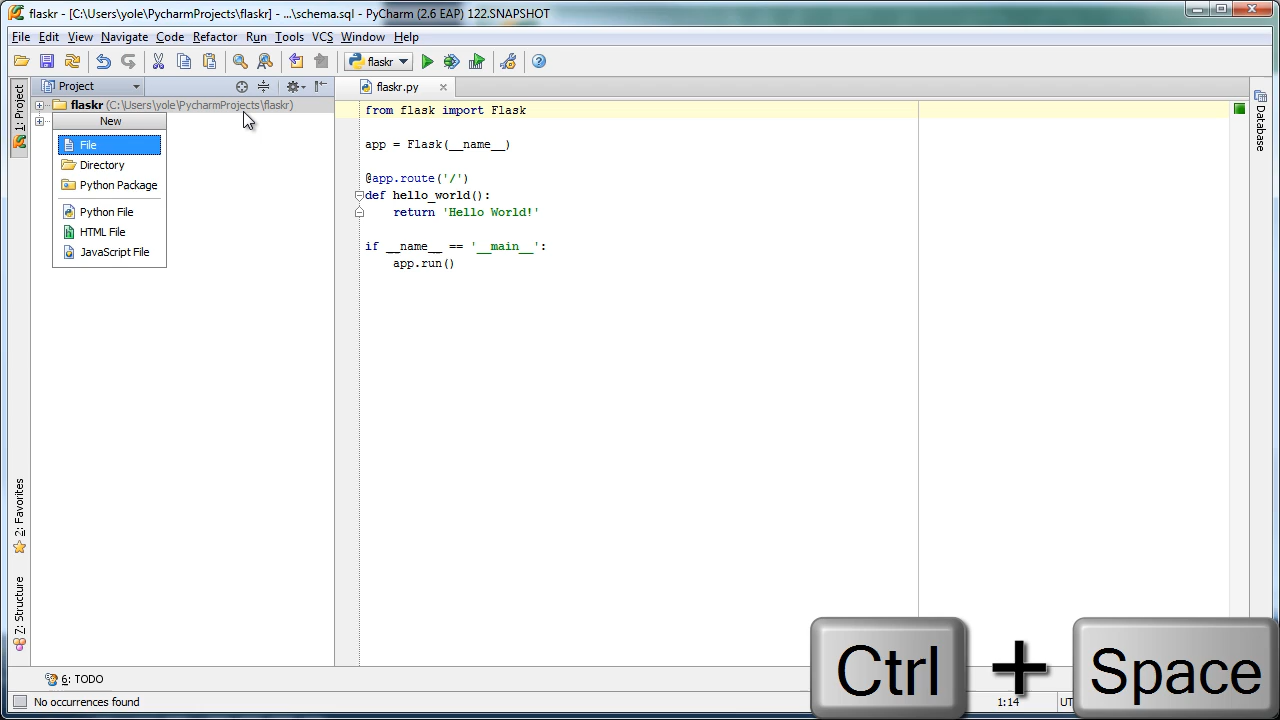 flaskr - [C:\Users\yole\PycharmProjects\flaskr] - ...\schema.sql - PyCharm (2.6 EAP) 122.SNAPSHOT
File Edit View Navigate Code Refactor Run Tools VCS Window Help
flaskr
Project
flaskr.py
1: Project
flaskr (C:\Users\yole\PycharmProjects\flaskr)
New
File
Directory
Python Package
Python File
HTML File
JavaScript File
from flask import Flask
app = Flask(__name__)
@app.route('/')
def hello_world():
return 'Hello World!'
if __name__ == '__main__':
app.run()
Database
2: Favorites
Z: Structure
Ctrl + Space
6: TODO
No occurrences found
1:14
UT